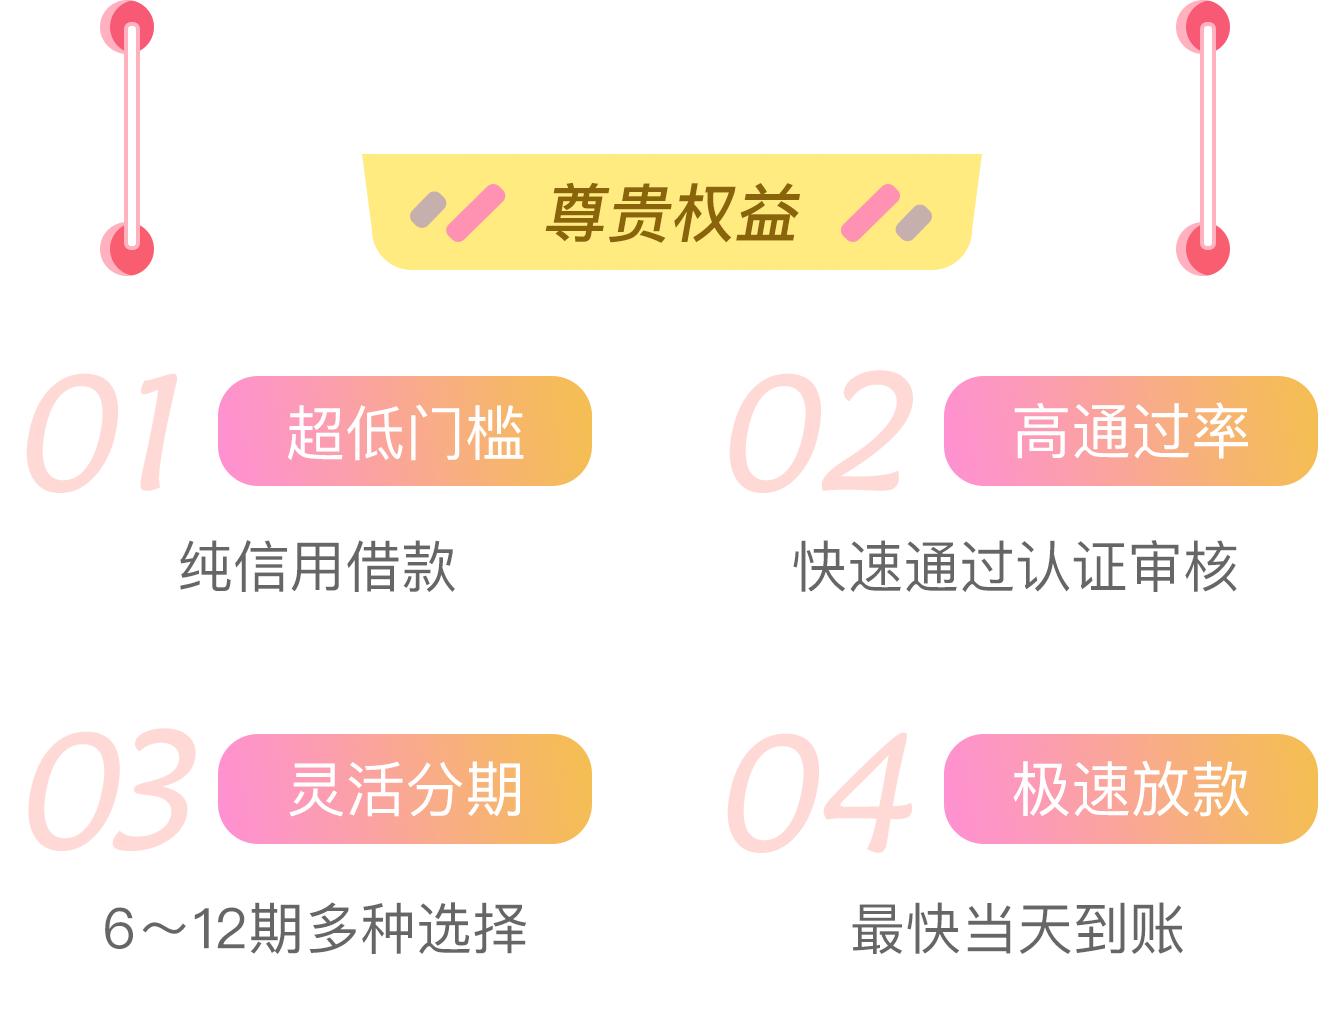 尊贵权益
01 超低门槛
纯信用借款
02 高通过率
快速通过认证审核
03 灵活分期
6～12期多种选择
04 极速放款
最快当天到账